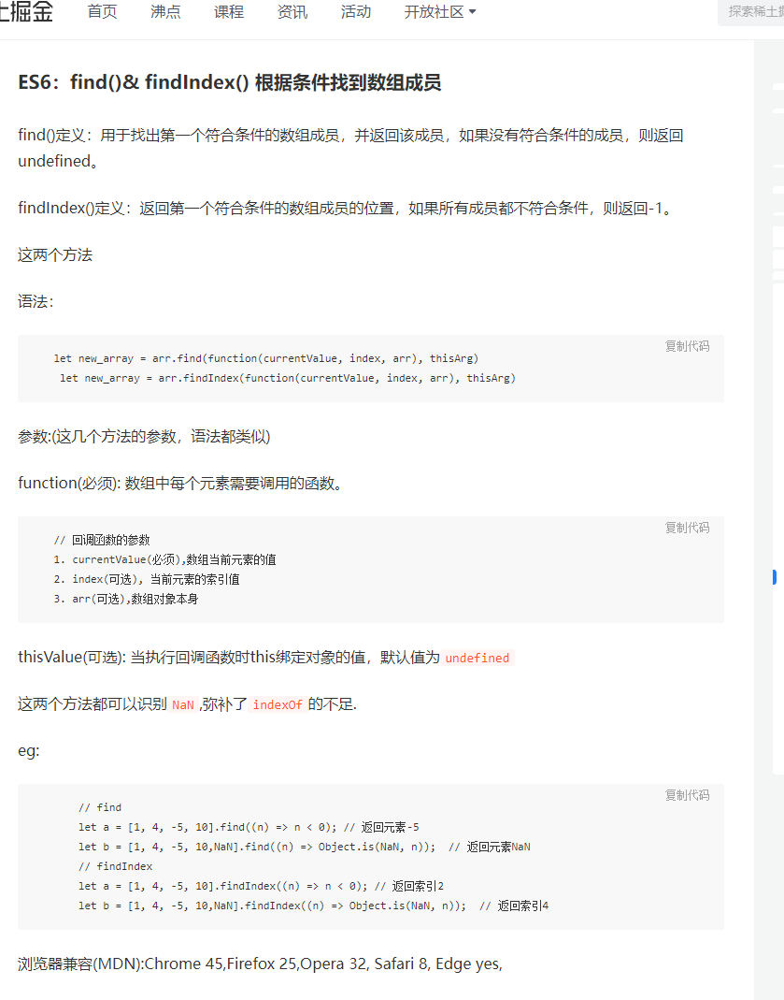 土掘金 首页 沸点 课程 资讯 活动 开放社区 探索稀土掘
ES6：find()& findIndex() 根据条件找到数组成员
find()定义：用于找出第一个符合条件的数组成员，并返回该成员，如果没有符合条件的成员，则返回
undefined。
findIndex()定义：返回第一个符合条件的数组成员的位置，如果所有成员都不符合条件，则返回-1。
这两个方法
语法：
复制代码
let new_array = arr.find(function(currentValue, index, arr), thisArg)
let new_array = arr.findIndex(function(currentValue, index, arr), thisArg)
参数:(这几个方法的参数，语法都类似)
function(必须): 数组中每个元素需要调用的函数。
复制代码
// 回调函数的参数
1. currentValue(必须),数组当前元素的值
2. index(可选), 当前元素的索引值
3. arr(可选),数组对象本身
thisValue(可选): 当执行回调函数时this绑定对象的值，默认值为 undefined
这两个方法都可以识别 NaN ,弥补了 indexOf 的不足.
eg:
复制代码
// find
let a = [1, 4, -5, 10].find((n) => n < 0); // 返回元素-5
let b = [1, 4, -5, 10,NaN].find((n) => Object.is(NaN, n)); // 返回元素NaN
// findIndex
let a = [1, 4, -5, 10].findIndex((n) => n < 0); // 返回索引2
let b = [1, 4, -5, 10,NaN].findIndex((n) => Object.is(NaN, n)); // 返回索引4
浏览器兼容(MDN):Chrome 45,Firefox 25,Opera 32, Safari 8, Edge yes,